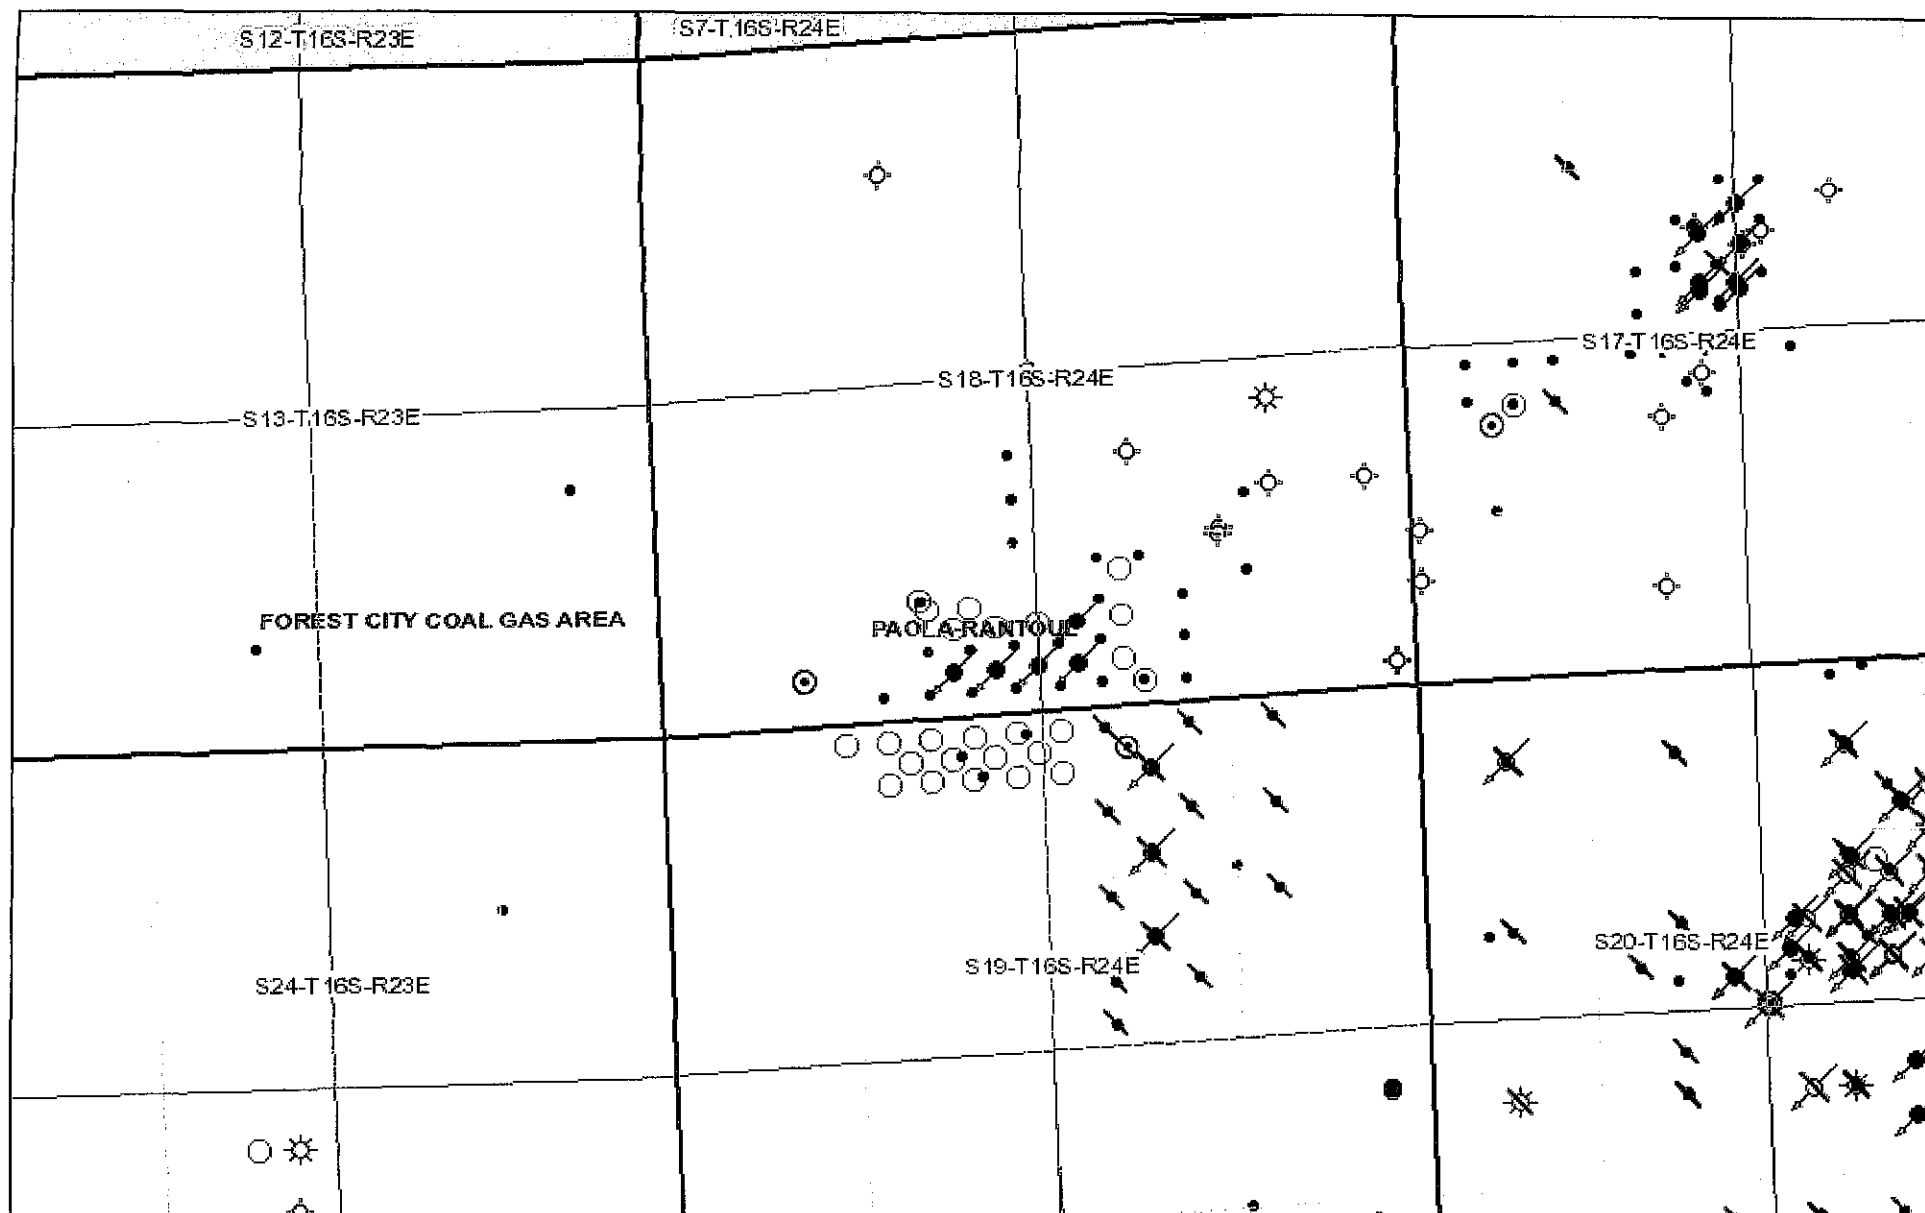 S12-T16S-R23E
S7-T16S-R24E
S17-T16S-R24E
S18-T16S-R24E
S13-T16S-R23E
FOREST CITY COAL GAS AREA
PAOLA-RANTOUL
S20-T16S-R24E
S19-T16S-R24E
S24-T16S-R23E